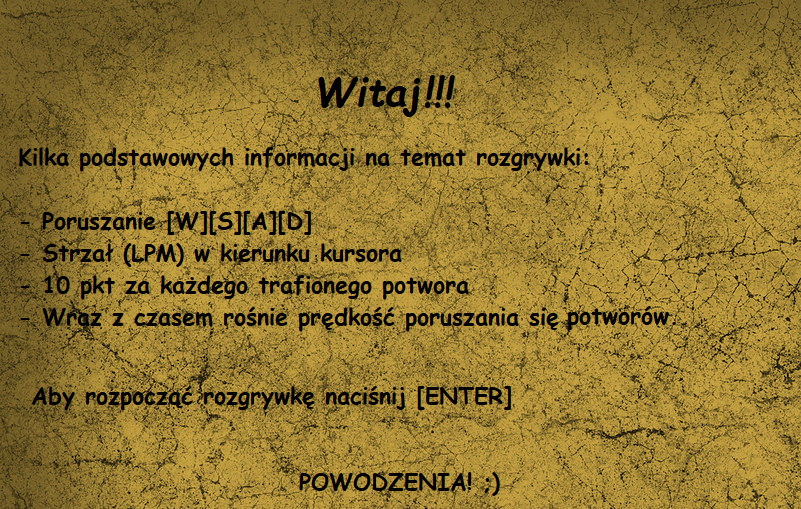 Witaj!!!
Kilka podstawowych informacji na temat rozgrywki:
- Poruszanie [W][S][A][D]
- Strzał (LPM) w kierunku kursora
- 10 pkt za każdego trafionego potwora
- Wraz z czasem rośnie prędkość poruszania się potworów.
Aby rozpocząć rozgrywkę naciśnij [ENTER]
POWODZENIA! ;)